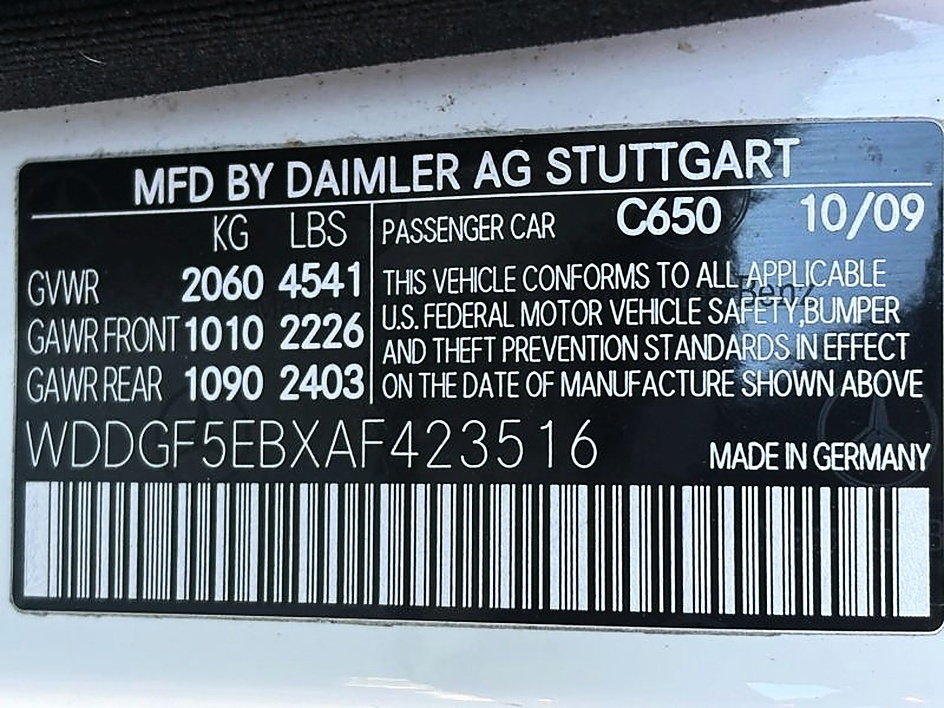 MFD BY DAIMLER AG STUTTGART
KG LBS
GVWR 2060 4541
GAWR FRONT 1010 2226
GAWR REAR 1090 2403
PASSENGER CAR C650 10/09
THIS VEHICLE CONFORMS TO ALL APPLICABLE
U.S. FEDERAL MOTOR VEHICLE SAFETY,BUMPER
AND THEFT PREVENTION STANDARDS IN EFFECT
ON THE DATE OF MANUFACTURE SHOWN ABOVE
WDDGF5EBXAF423516
MADE IN GERMANY